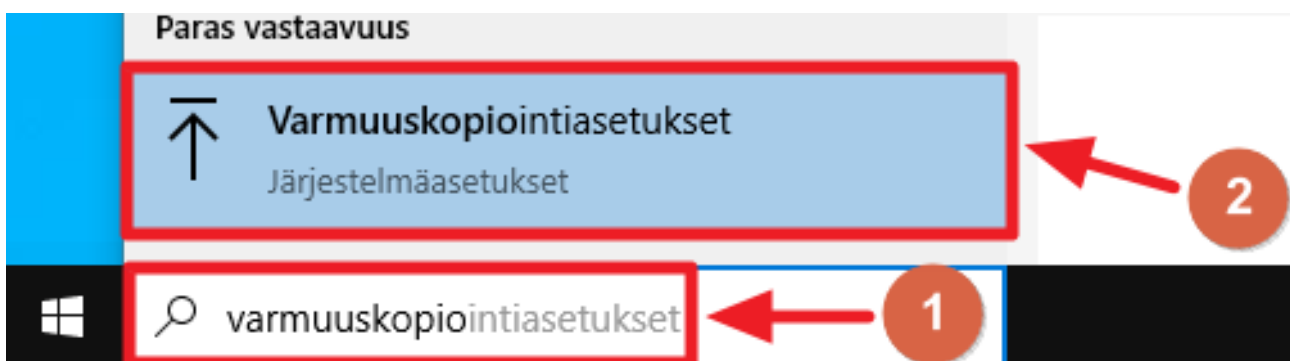 Paras vastaavuus
Varmuuskopiointiasetukset
Järjestelmäasetukset
2
varmuuskopiointiasetukset
1